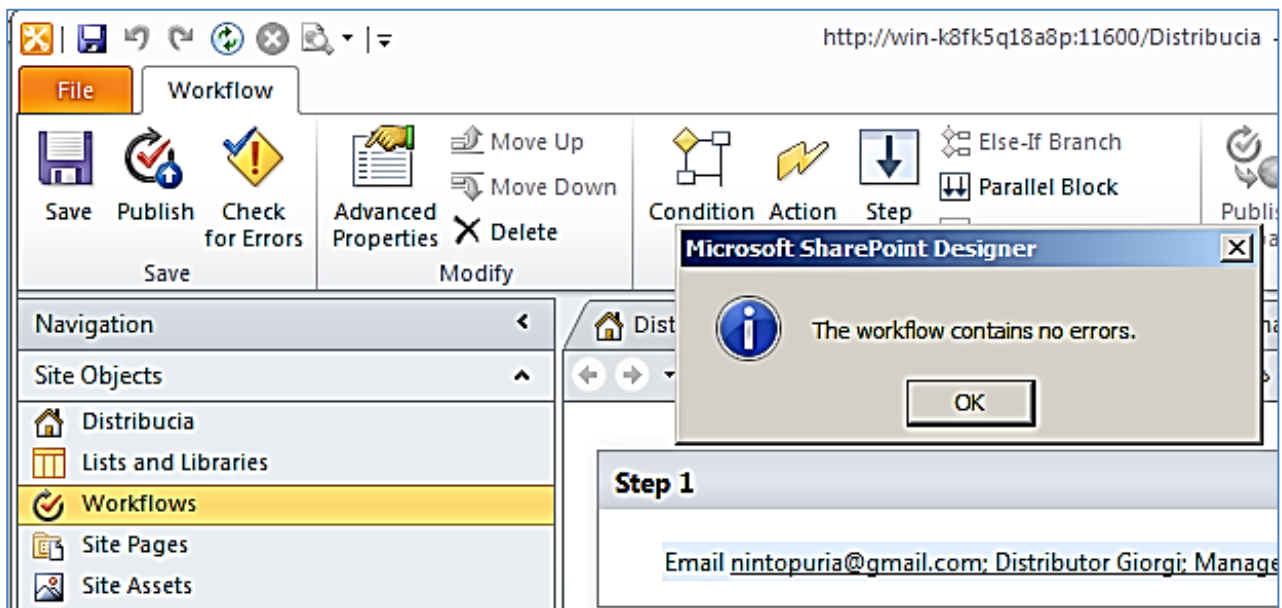 http://win-k8fk5q18a8p:11600/Distribucia -
File
Workflow
Save
Publish
Check for Errors
Save
Advanced Properties
Move Up
Move Down
Delete
Modify
Condition
Action
Step
Else-If Branch
Parallel Block
Microsoft SharePoint Designer
The workflow contains no errors.
OK
Navigation
Site Objects
Distribucia
Lists and Libraries
Workflows
Site Pages
Site Assets
Step 1
Email nintopuria@gmail.com; Distributor Giorgi; Manage